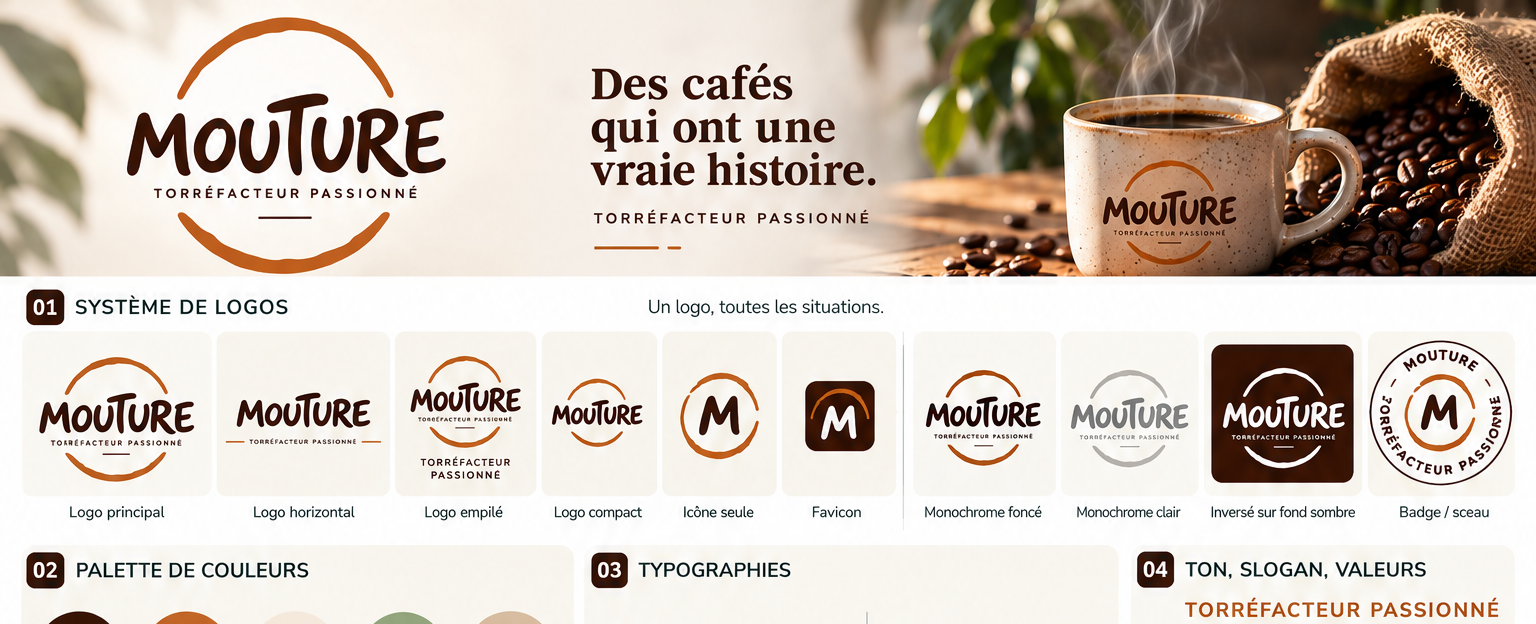 MOUTURE
TORRÉFACTEUR PASSIONNÉ
Des cafés
qui ont une
vraie histoire.
TORRÉFACTEUR PASSIONNÉ
MOUTURE
TORRÉFACTEUR PASSIONNÉ
01 SYSTÈME DE LOGOS
Un logo, toutes les situations.
MOUTURE
TORRÉFACTEUR PASSIONNÉ
Logo principal
MOUTURE
TORRÉFACTEUR PASSIONNÉ
Logo horizontal
MOUTURE
TORRÉFACTEUR PASSIONNÉ
TORRÉFACTEUR
PASSIONNÉ
Logo empilé
MOUTURE
Logo compact
M
Icône seule
M
Favicon
MOUTURE
TORRÉFACTEUR PASSIONNÉ
Monochrome foncé
MOUTURE
TORRÉFACTEUR PASSIONNÉ
Monochrome clair
MOUTURE
TORRÉFACTEUR PASSIONNÉ
Inversé sur fond sombre
MOUTURE
M
TORRÉFACTEUR PASSIONNÉ
Badge / sceau
02 PALETTE DE COULEURS
03 TYPOGRAPHIES
04 TON, SLOGAN, VALEURS
TORRÉFACTEUR PASSIONNÉ